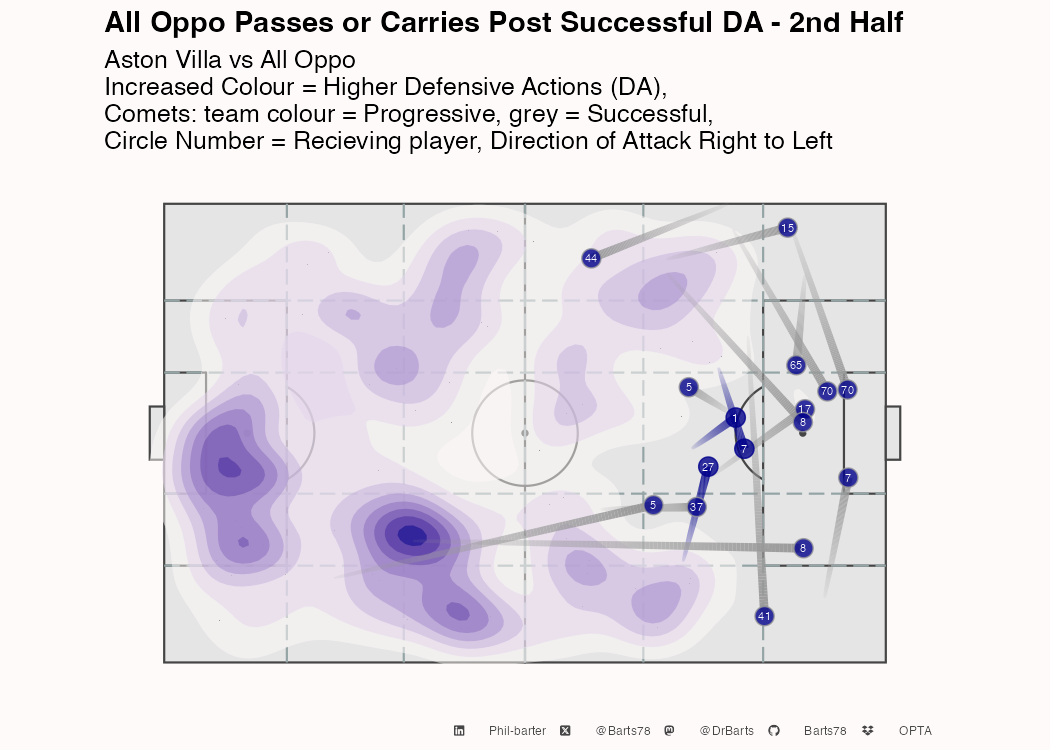 All Oppo Passes or Carries Post Successful DA - 2nd Half
Aston Villa vs All Oppo
Increased Colour = Higher Defensive Actions (DA),
Comets: team colour = Progressive, grey = Successful,
Circle Number = Recieving player, Direction of Attack Right to Left
15
44
65
5
70
70
17
1
8
7
27
7
5
37
8
41
Phil-barter @Barts78 @DrBarts Barts78 OPTA